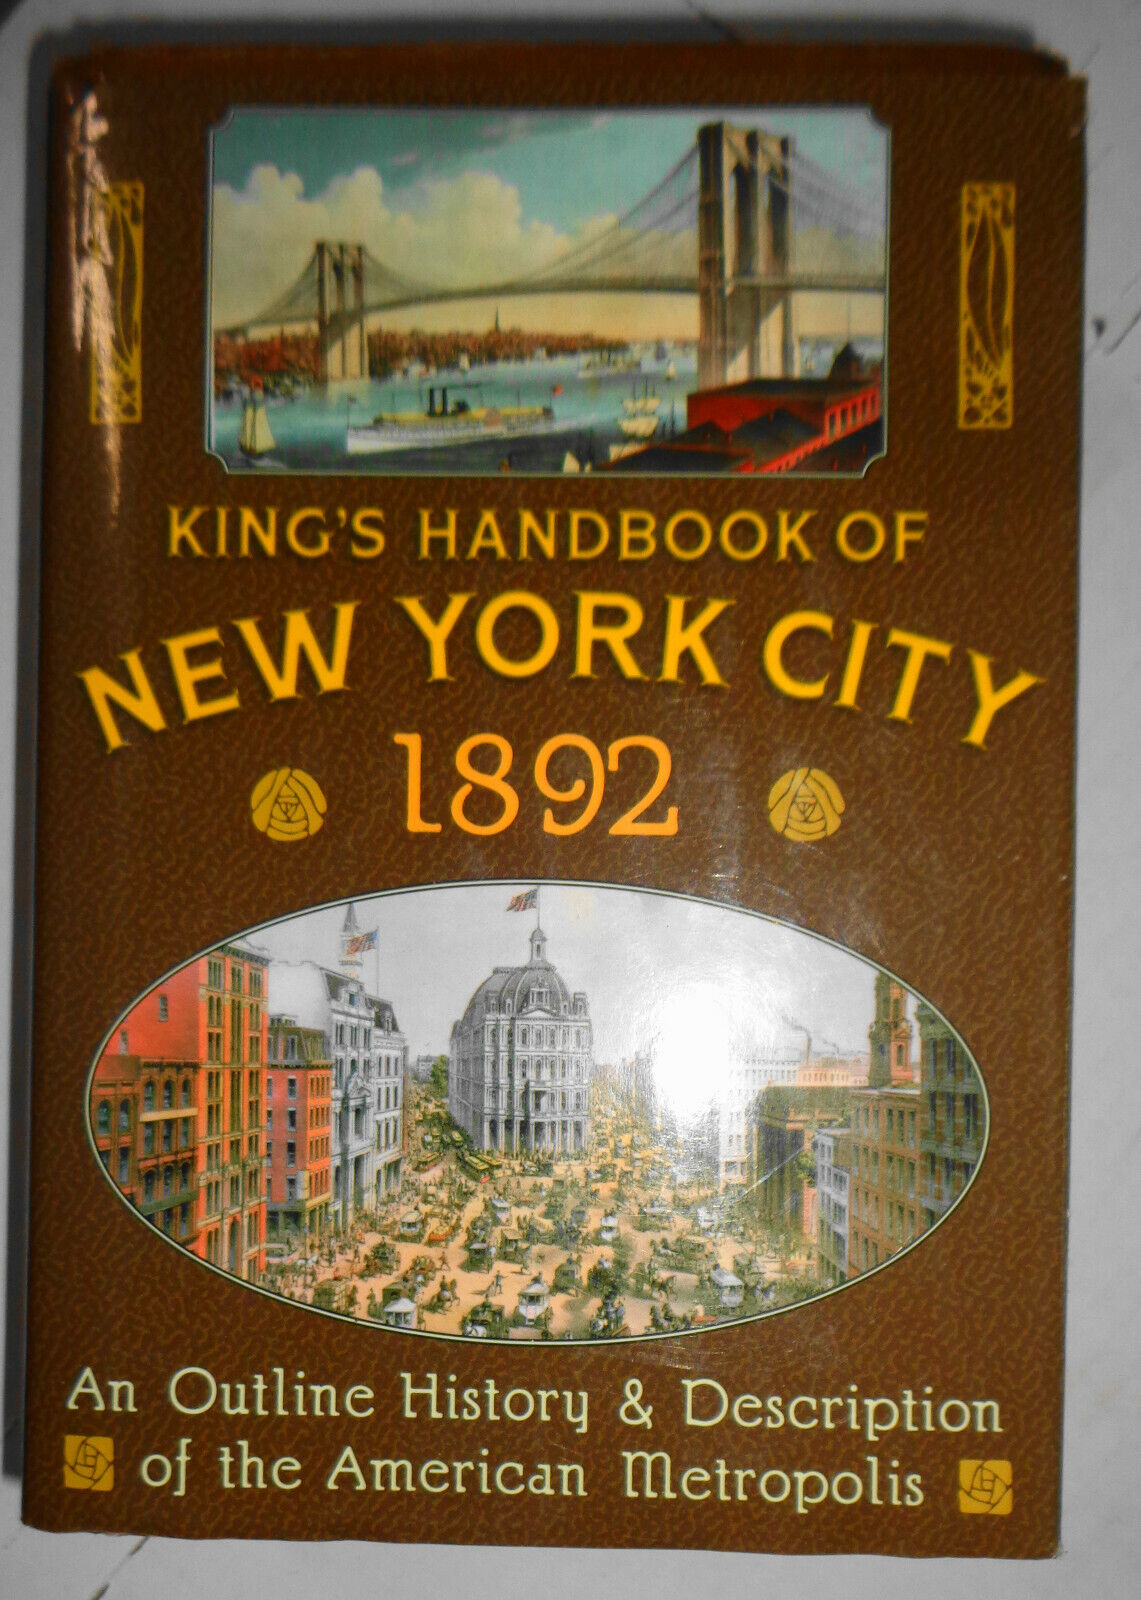 KING'S HANDBOOK OF
NEW YORK CITY
1892
An Outline History & Description
of the American Metropolis